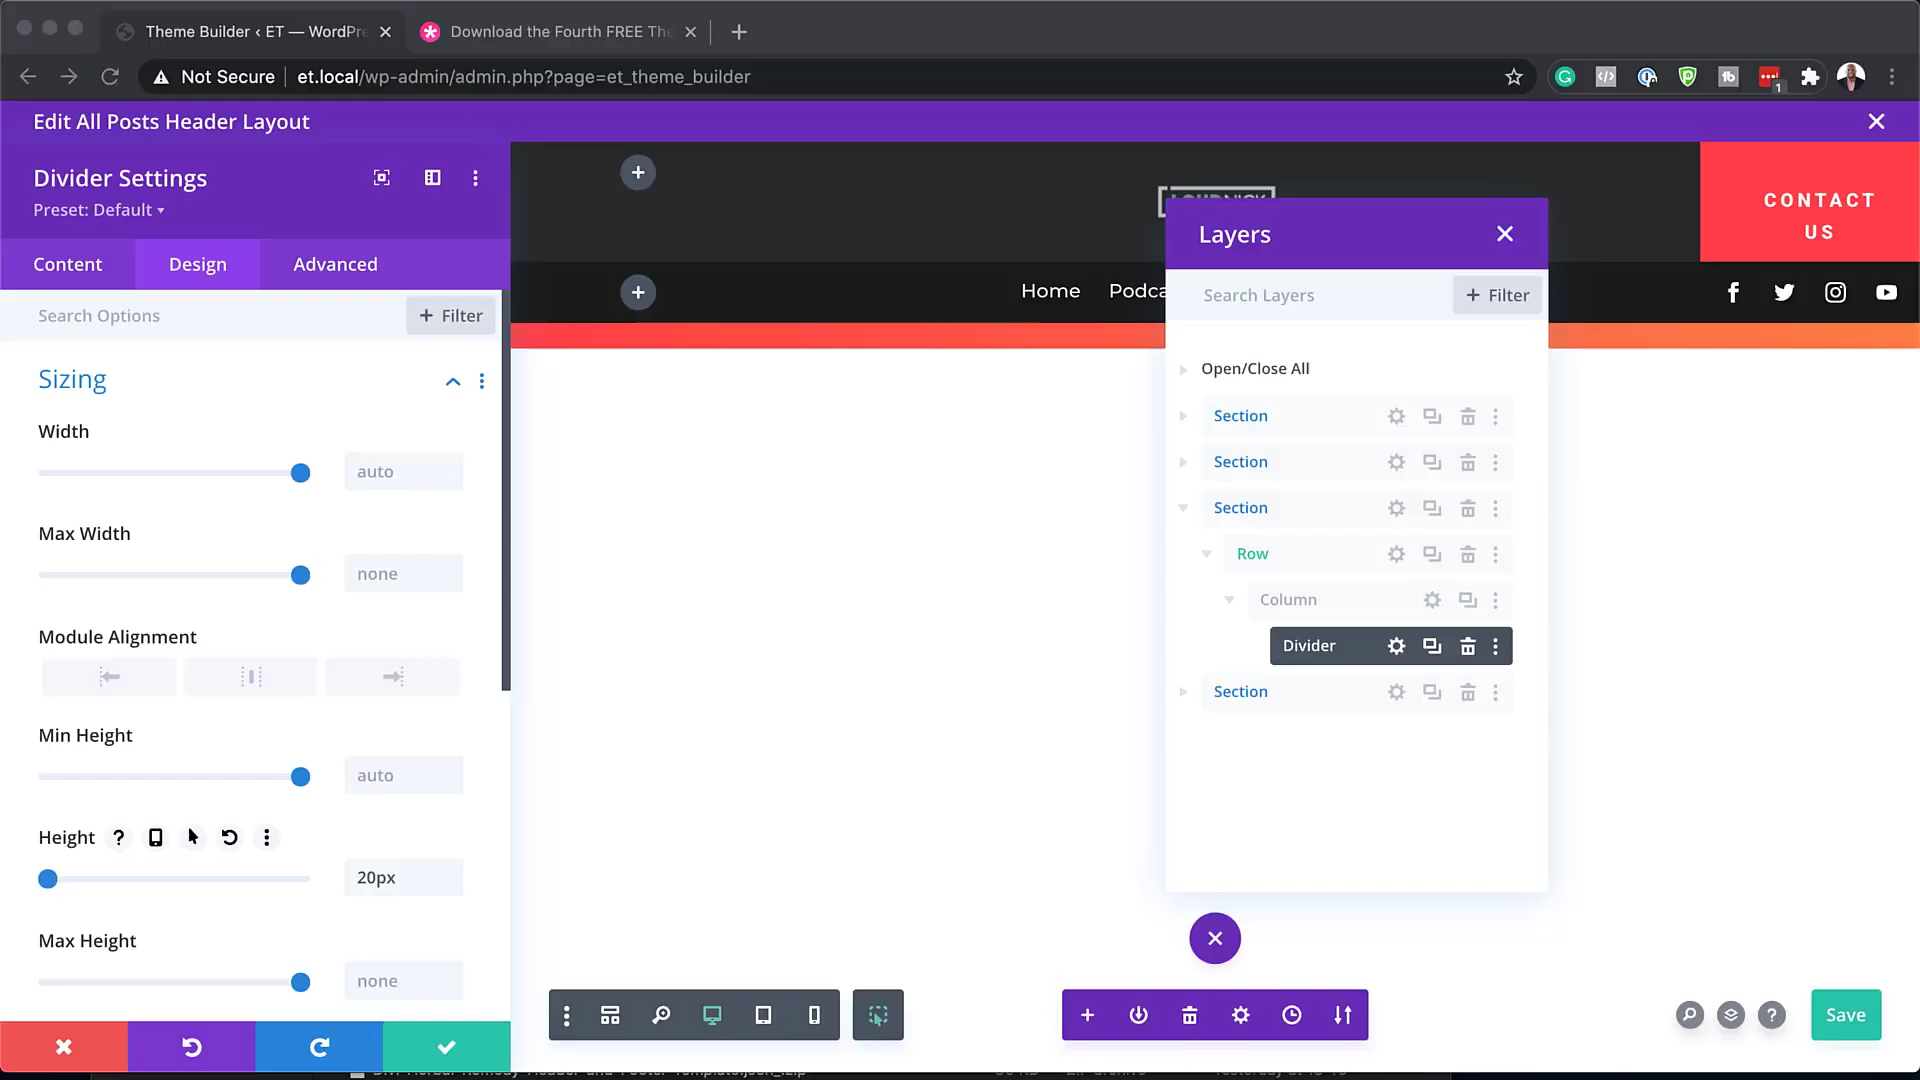 Theme Builder ‹ ET — WordPre
Download the Fourth FREE The
Not Secure
et.local/wp-admin/admin.php?page=et_theme_builder
1
Edit All Posts Header Layout
Divider Settings
Preset: Default
Content
Design
Advanced
Search Options
+ Filter
Sizing
Width
auto
Max Width
none
Module Alignment
Min Height
auto
Height
?
20px
Max Height
none
CONTACT
US
Home
Podca
Layers
Search Layers
+ Filter
Open/Close All
Section
Section
Section
Row
Column
Divider
Section
?
Save